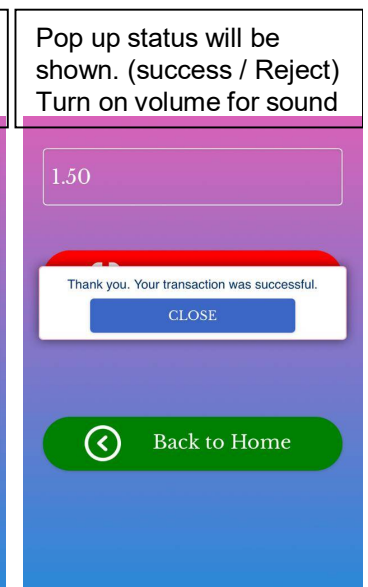 Pop up status will be
shown. (success / Reject)
Turn on volume for sound
1.50
Thank you. Your transaction was successful.
CLOSE
Back to Home